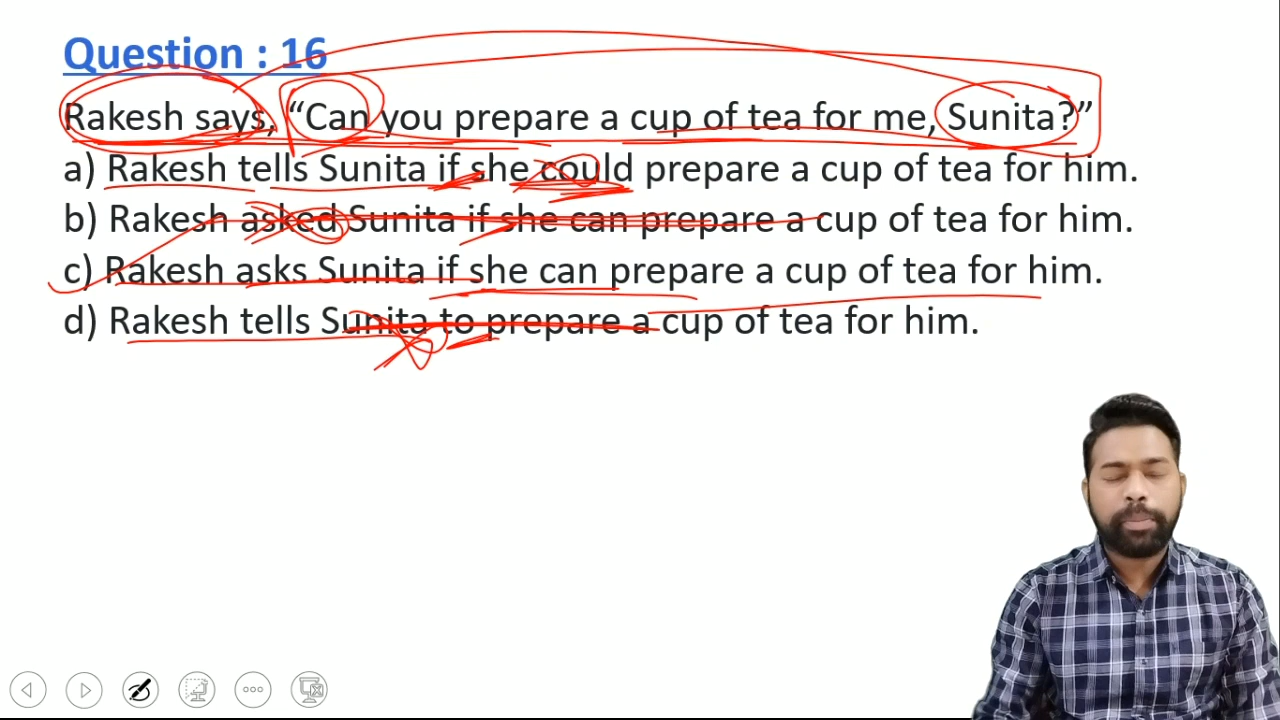 Question : 16
Rakesh says, “Can you prepare a cup of tea for me, Sunita?”
a) Rakesh tells Sunita if she could prepare a cup of tea for him.
b) Rakesh asked Sunita if she can prepare a cup of tea for him.
c) Rakesh asks Sunita if she can prepare a cup of tea for him.
d) Rakesh tells Sunita to prepare a cup of tea for him.